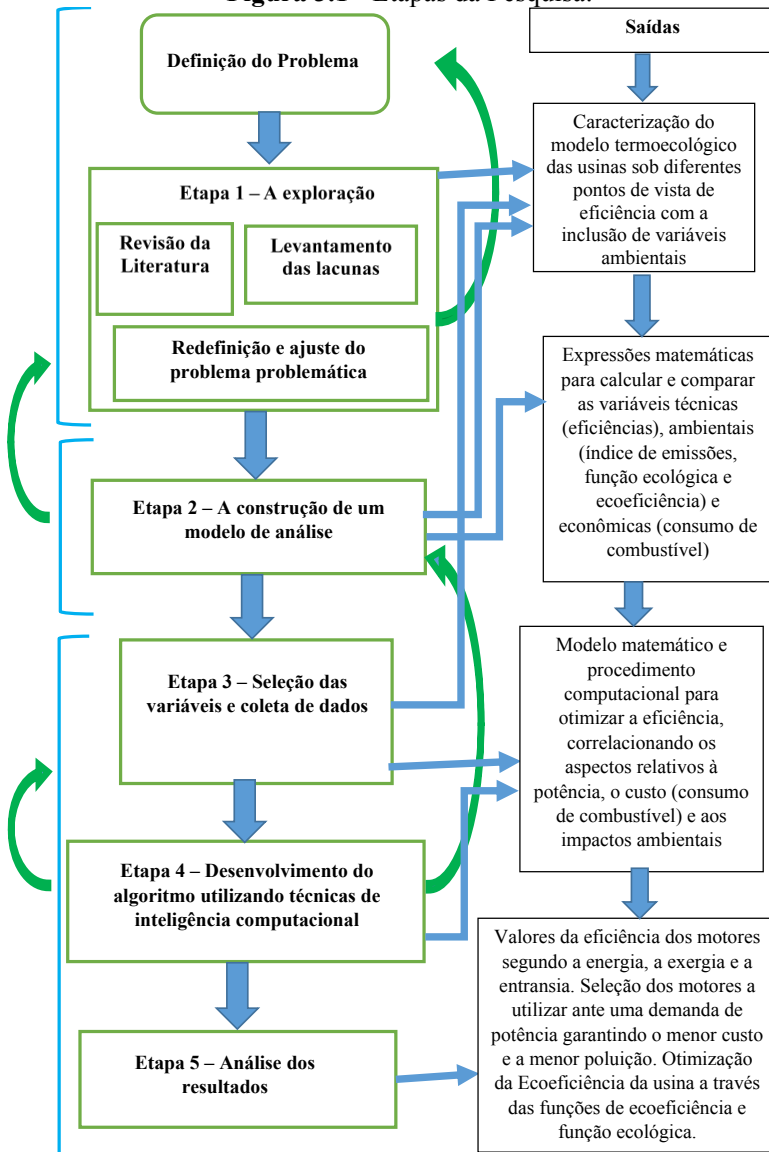 Figura 3.1 - Etapas da Pesquisa.
Definição do Problema
Etapa 1 – A exploração
Revisão da
Literatura
Levantamento
das lacunas
Redefinição e ajuste do
problema problemática
Etapa 2 – A construção de um
modelo de análise
Etapa 3 – Seleção das
variáveis e coleta de dados
Etapa 4 – Desenvolvimento do
algoritmo utilizando técnicas de
inteligência computacional
Etapa 5 – Análise dos
resultados
Saídas
Caracterização do
modelo termoecológico
das usinas sob diferentes
pontos de vista de
eficiência com a
inclusão de variáveis
ambientais
Expressões matemáticas
para calcular e comparar
as variáveis técnicas
(eficiências), ambientais
(índice de emissões,
função ecológica e
ecoeficiência) e
econômicas (consumo de
combustível)
Modelo matemático e
procedimento
computacional para
otimizar a eficiência,
correlacionando os
aspectos relativos à
potência, o custo (consumo
de combustível) e aos
impactos ambientais
Valores da eficiência dos motores
segundo a energia, a exergia e a
entransia. Seleção dos motores a
utilizar ante uma demanda de
potência garantindo o menor custo
e a menor poluição. Otimização
da Ecoeficiência da usina a través
das funções de ecoeficiência e
função ecológica.